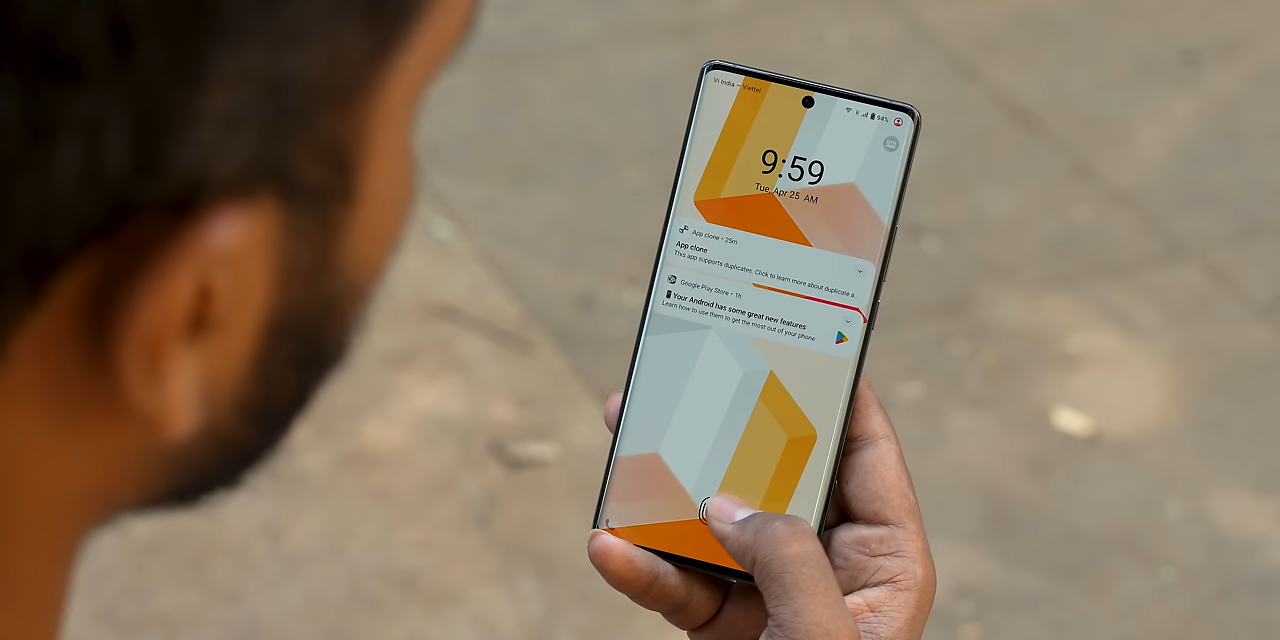 Vi India — Viettel
94%
9:59
Tue, Apr 25 AM
App clone • 25m
App clone
This app supports duplicates. Click to learn more about duplicate a..
Google Play Store • 1h
Your Android has some great new features
Learn how to use them to get the most out of your phone